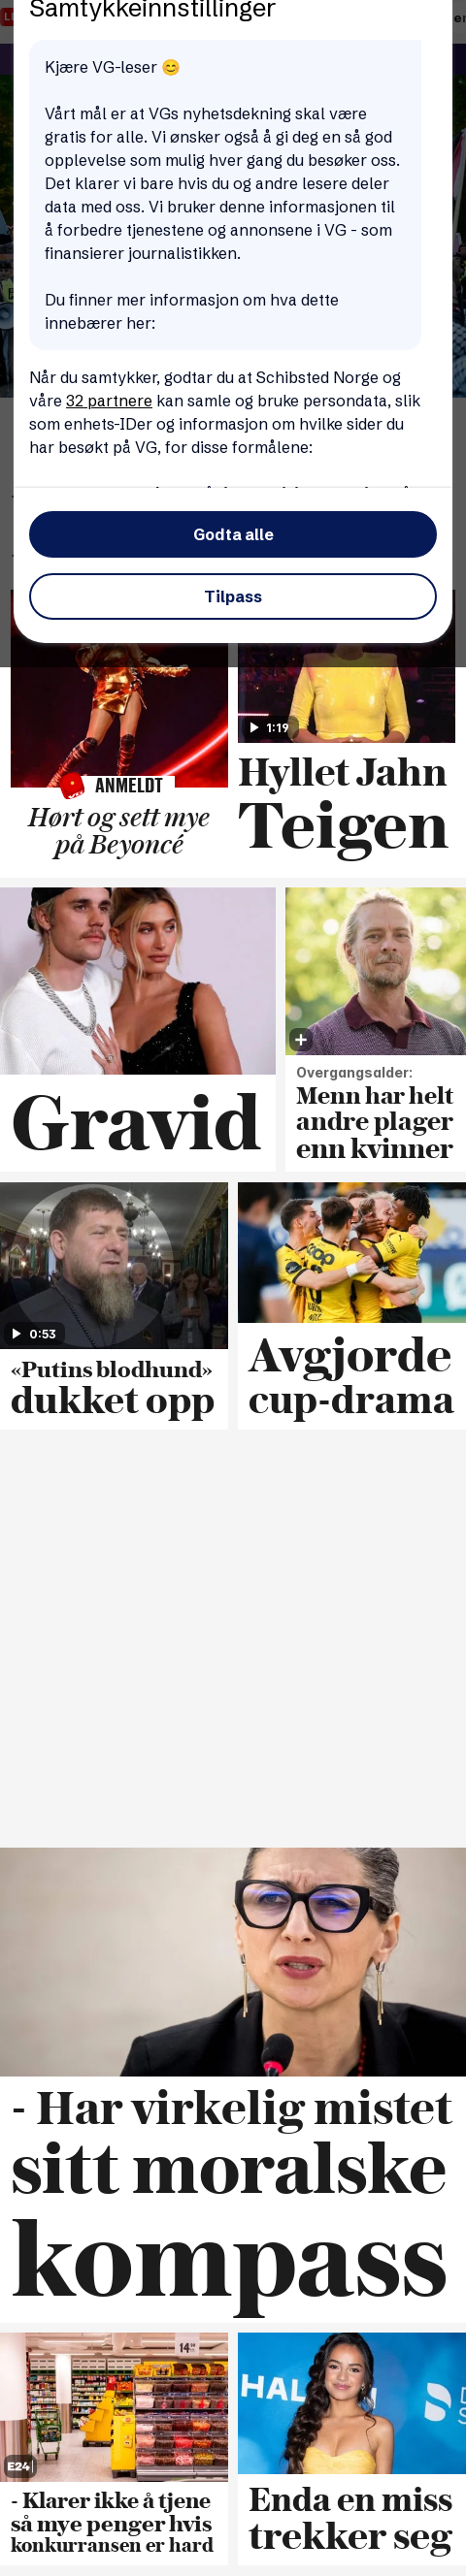 Samtykkeinnstillinger
Kjære VG-leser 😊
Vårt mål er at VGs nyhetsdekning skal være
gratis for alle. Vi ønsker også å gi deg en så god
opplevelse som mulig hver gang du besøker oss.
Det klarer vi bare hvis du og andre lesere deler
data med oss. Vi bruker denne informasjonen til
å forbedre tjenestene og annonsene i VG - som
finansierer journalistikken.
Du finner mer informasjon om hva dette
innebærer her:
Når du samtykker, godtar du at Schibsted Norge og
våre 32 partnere kan samle og bruke persondata, slik
som enhets-IDer og informasjon om hvilke sider du
har besøkt på VG, for disse formålene:
Godta alle
Tilpass
ANMELDT
Hørt og sett mye
på Beyoncé
1:19
Hyllet Jahn
Teigen
Gravid
Overgangsalder:
Menn har helt
andre plager
enn kvinner
0:53
«Putins blodhund»
dukket opp
Avgjorde
cup-drama
- Har virkelig mistet
sitt moralske
kompass
14
E24
- Klarer ikke å tjene
så mye penger hvis
konkurransen er hard
HAL
Enda en miss
trekker seg